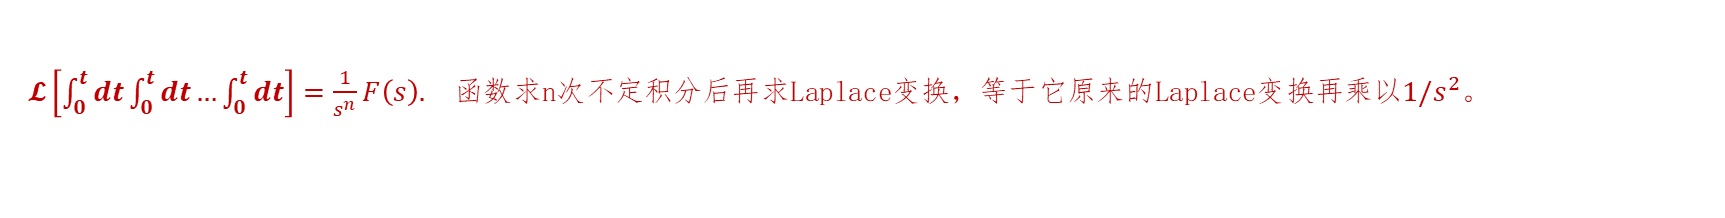 ℒ[∫₀ᵗ dt ∫₀ᵗ dt … ∫₀ᵗ dt] = 1/sⁿ F(s). 函数求n次不定积分后再求Laplace变换，等于它原来的Laplace变换再乘以1/s²。